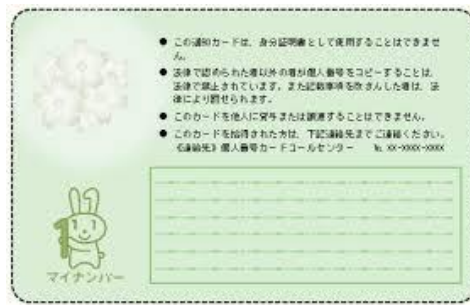 ● この通知カードは、身分証明書として使用することはできませ
ん。
● 法律で認められた者以外の者が個人番号をコピーすることは、
法律で禁止されています。また記載事項を改ざんした者は、法
律により罰せられます。
● このカードを他人に貸与または譲渡することはできません。
● このカードを拾得された方は、下記連絡先までご連絡ください。
《連絡先》個人番号カードコールセンター ℡ XX-XXXX-XXXX
マイナンバー